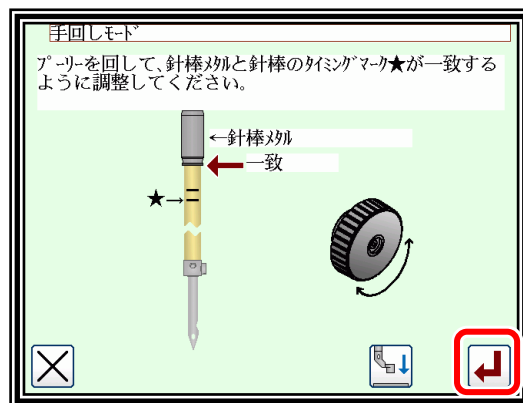 手回しﾓｰﾄﾞ
ﾌﾟｰﾘｰを回して、針棒ﾒﾀﾙと針棒のﾀｲﾐﾝｸﾞﾏｰｸ★が一致する
ように調整してください。
←針棒ﾒﾀﾙ
←一致
★→